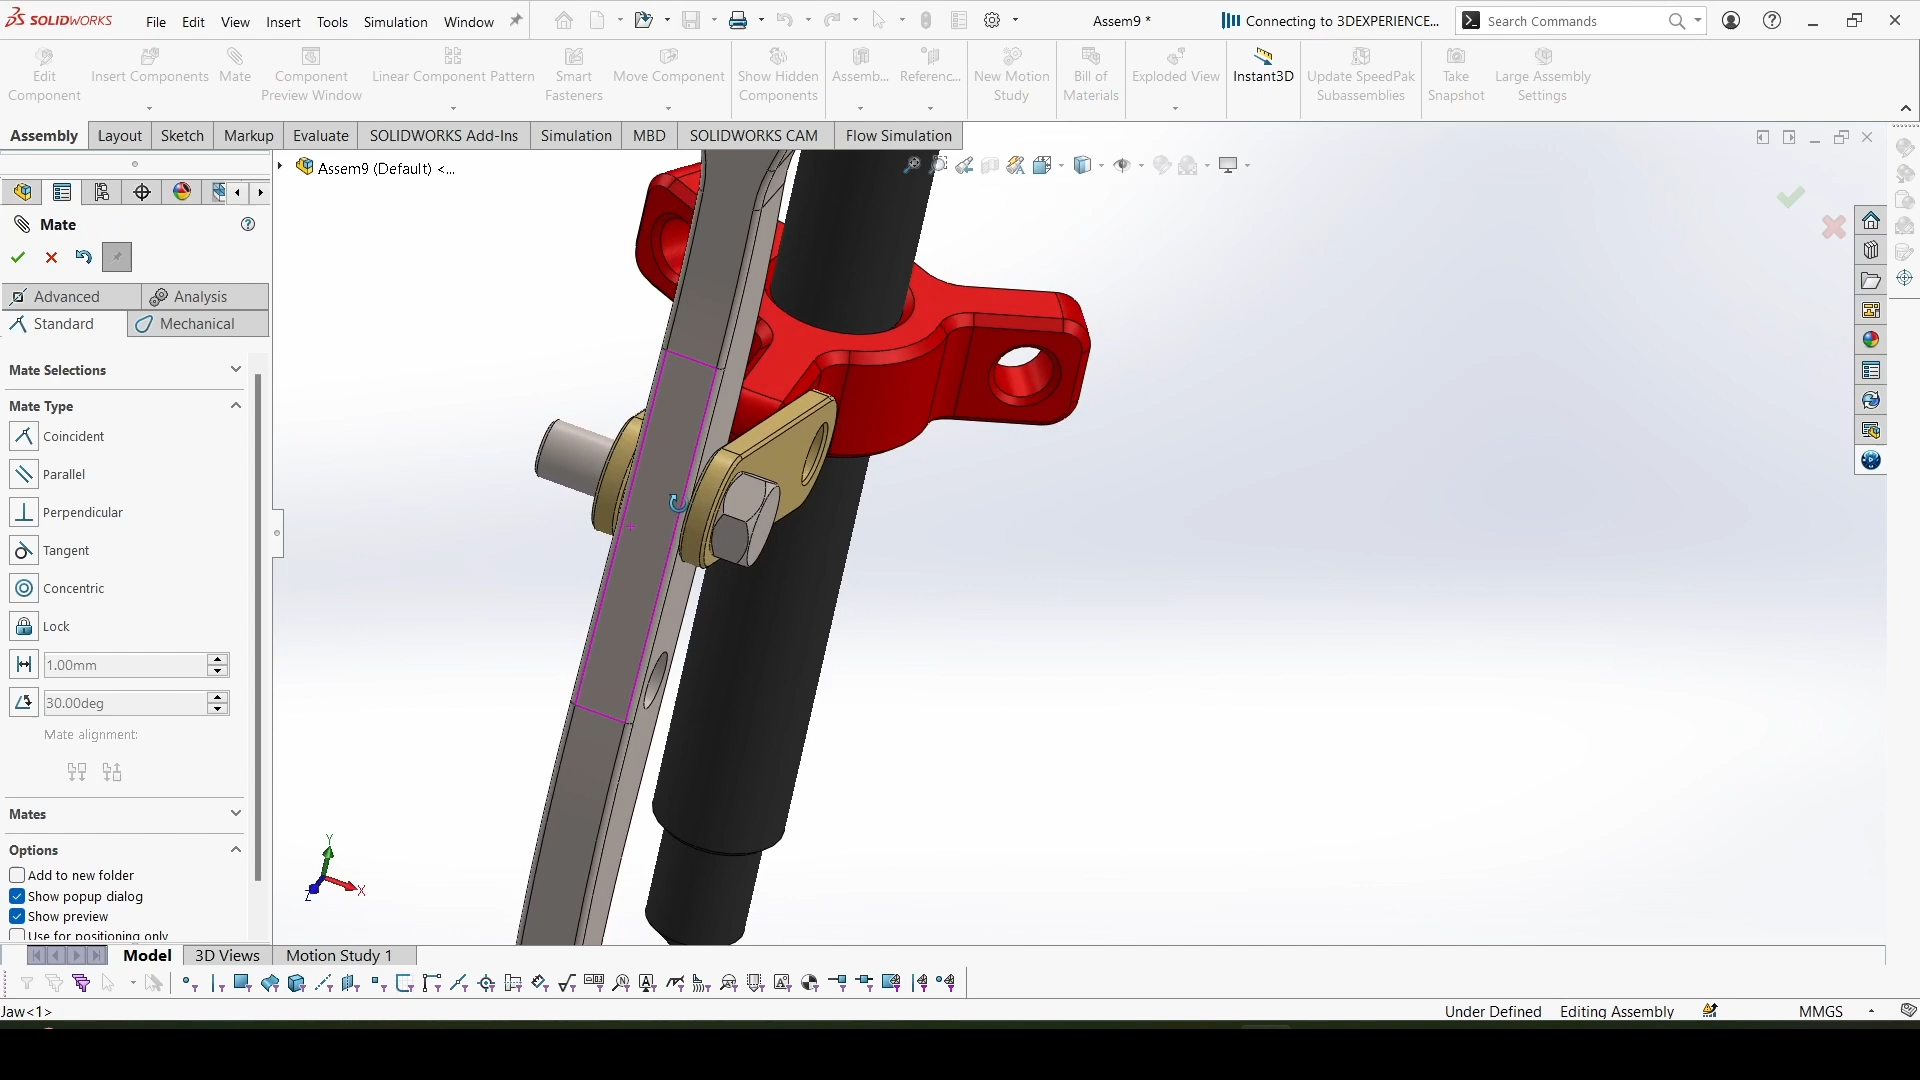 SOLIDWORKS File Edit View Insert Tools Simulation Window Assem9 * Connecting to 3DEXPERIENCE... Search Commands
Edit Component
Insert Components
Mate
Component Preview Window
Linear Component Pattern
Smart Fasteners
Move Component
Show Hidden Components
Assemb...
Referenc...
New Motion Study
Bill of Materials
Exploded View
Instant3D
Update SpeedPak Subassemblies
Take Snapshot
Large Assembly Settings
Assembly Layout Sketch Markup Evaluate SOLIDWORKS Add-Ins Simulation MBD SOLIDWORKS CAM Flow Simulation
Assem9 (Default) <...
Mate
Advanced Analysis
Standard Mechanical
Mate Selections
Mate Type
Coincident
Parallel
Perpendicular
Tangent
Concentric
Lock
1.00mm
30.00deg
Mate alignment:
Mates
Options
Add to new folder
Show popup dialog
Show preview
Use for positioning only
Y
X
Z
Model 3D Views Motion Study 1
Jaw<1> Under Defined Editing Assembly MMGS